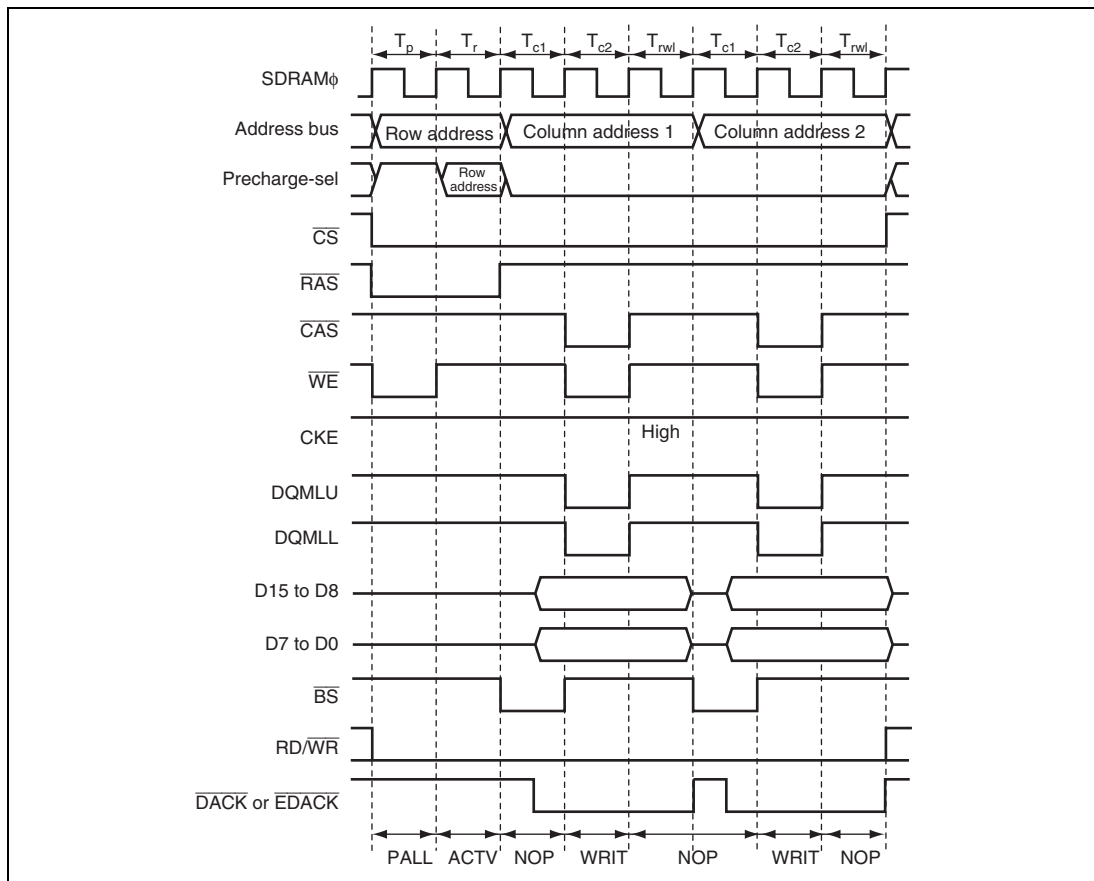 Tp Tr Tc1 Tc2 Trwl Tc1 Tc2 Trwl
SDRAMϕ
Address bus Row address Column address 1 Column address 2
Precharge-sel Row address
CS
RAS
CAS
WE
CKE High
DQMLU
DQMLL
D15 to D8
D7 to D0
BS
RD/WR
DACK or EDACK
PALL ACTV NOP WRIT NOP WRIT NOP